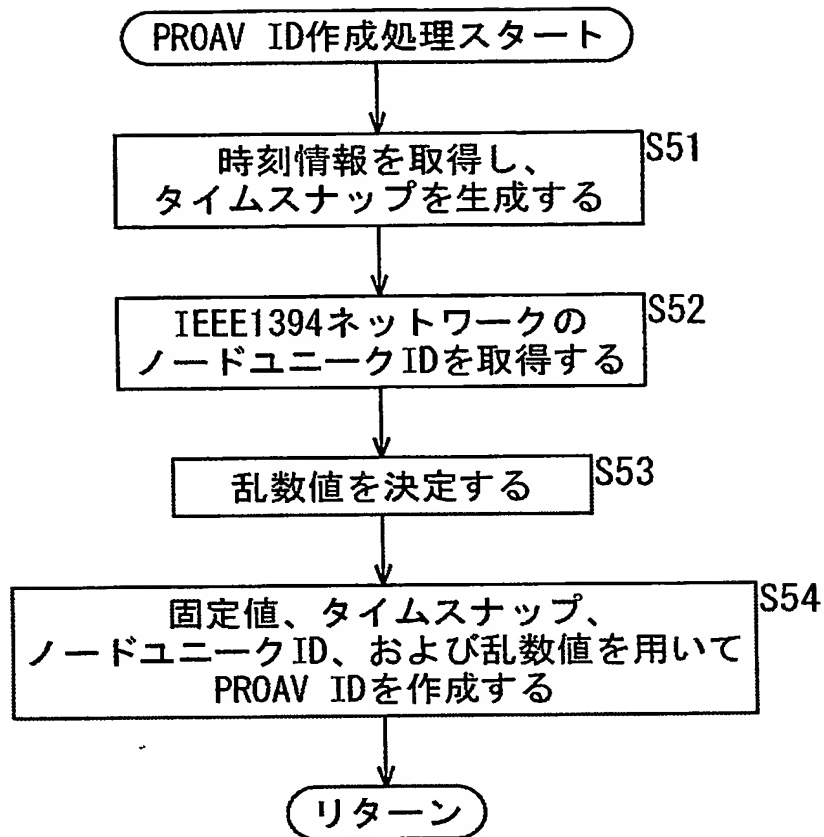 PROAV ID作成処理スタート
時刻情報を取得し、
タイムスナップを生成する
S51
IEEE1394ネットワークの
ノードユニークIDを取得する
S52
乱数値を決定する
S53
固定値、タイムスナップ、
ノードユニークID、および乱数値を用いて
PROAV IDを作成する
S54
リターン